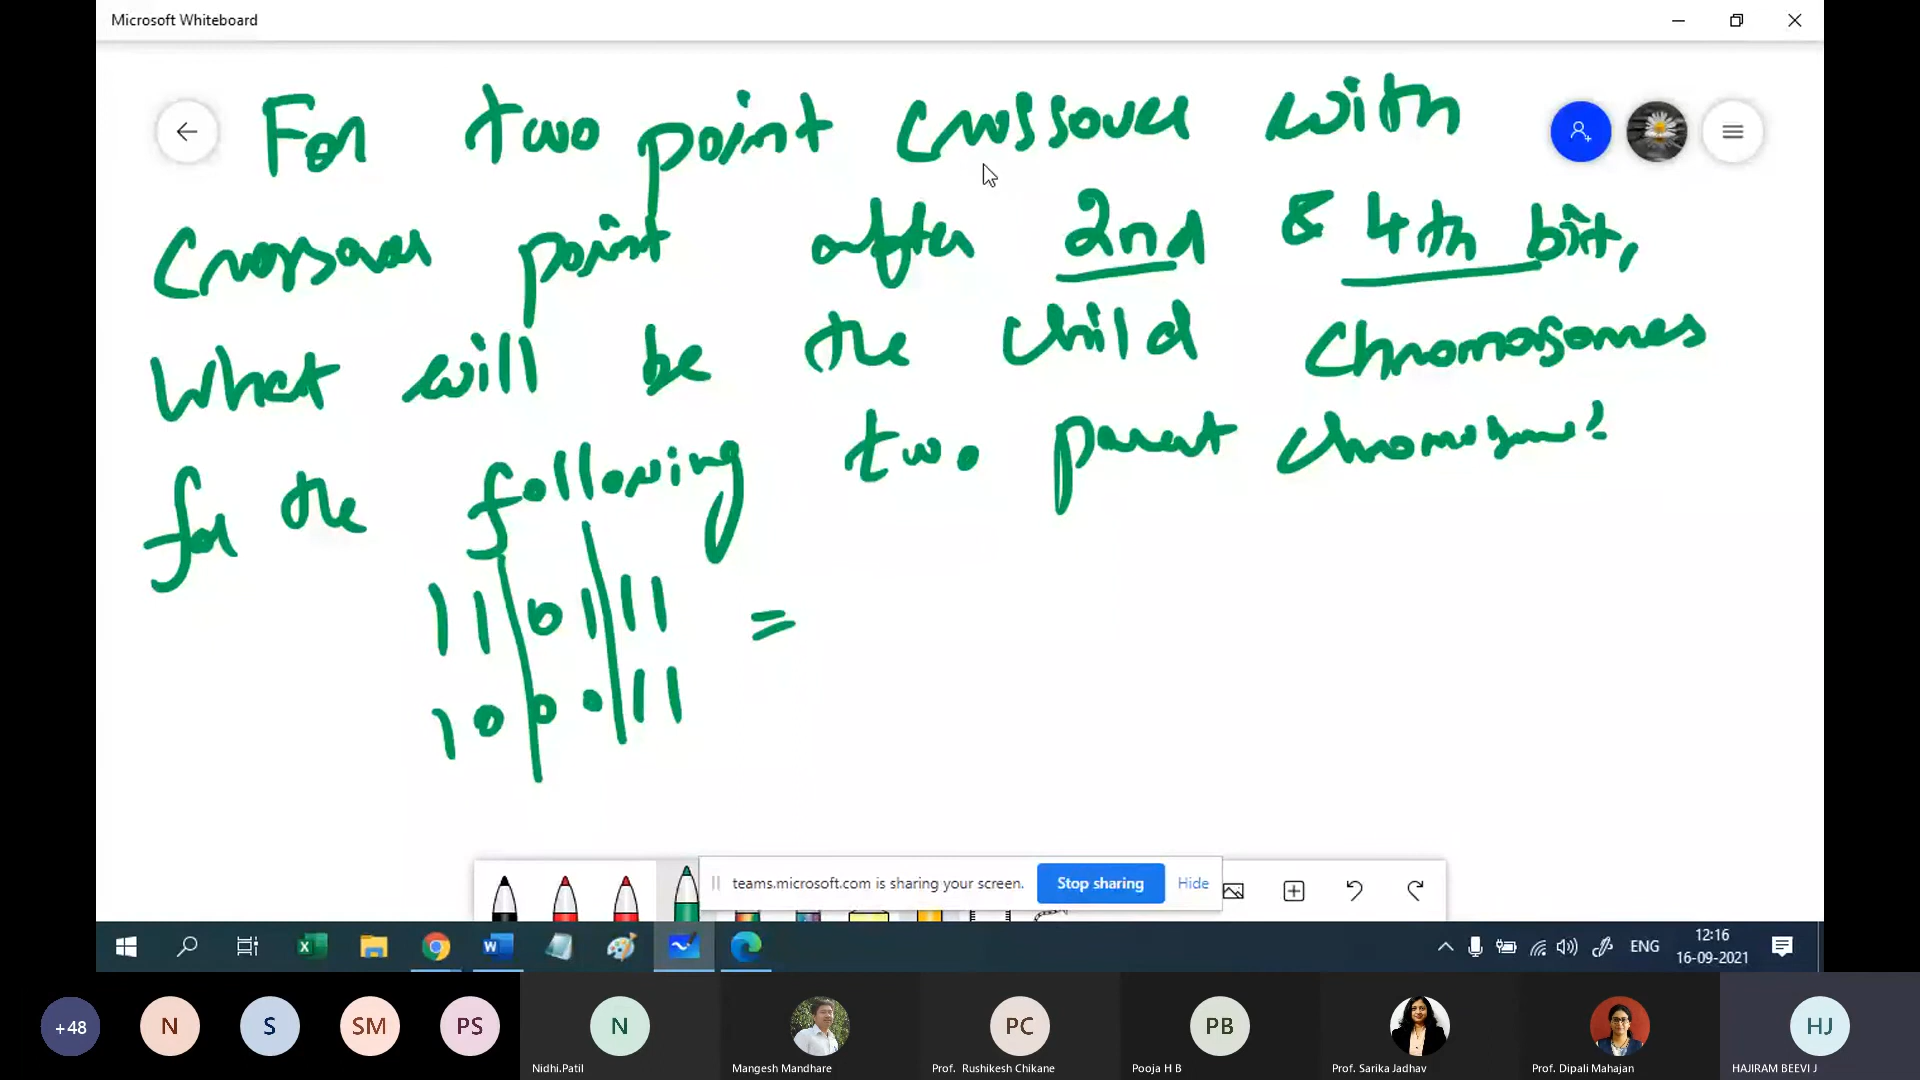 Microsoft Whiteboard
For two point crossover with
crossover point after 2nd & 4th bit,
What will be the child chromosomes
for the following two parent chromosomes?
11|01|11 =
10|00|11
teams.microsoft.com is sharing your screen. Stop sharing Hide
ENG
12:16
16-09-2021
+48 N S SM PS N PC PB HJ
Nidhi.Patil Mangesh Mandhare Prof. Rushikesh Chikane Pooja H B Prof. Sarika Jadhav Prof. Dipali Mahajan HAJIRAM BEEVI J